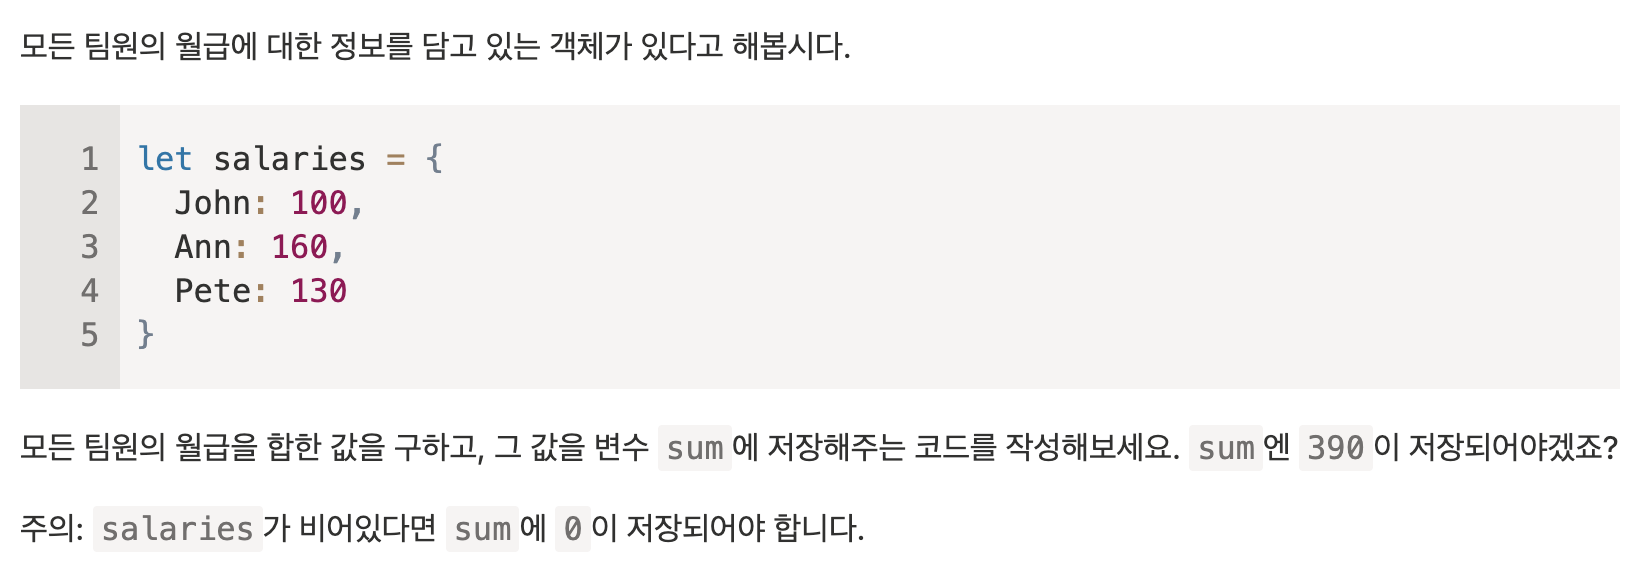 모든 팀원의 월급에 대한 정보를 담고 있는 객체가 있다고 해봅시다.
1 let salaries = {
2   John: 100,
3   Ann: 160,
4   Pete: 130
5 }
모든 팀원의 월급을 합한 값을 구하고, 그 값을 변수 sum에 저장해주는 코드를 작성해보세요. sum엔 390이 저장되어야겠죠?
주의: salaries가 비어있다면 sum에 0이 저장되어야 합니다.